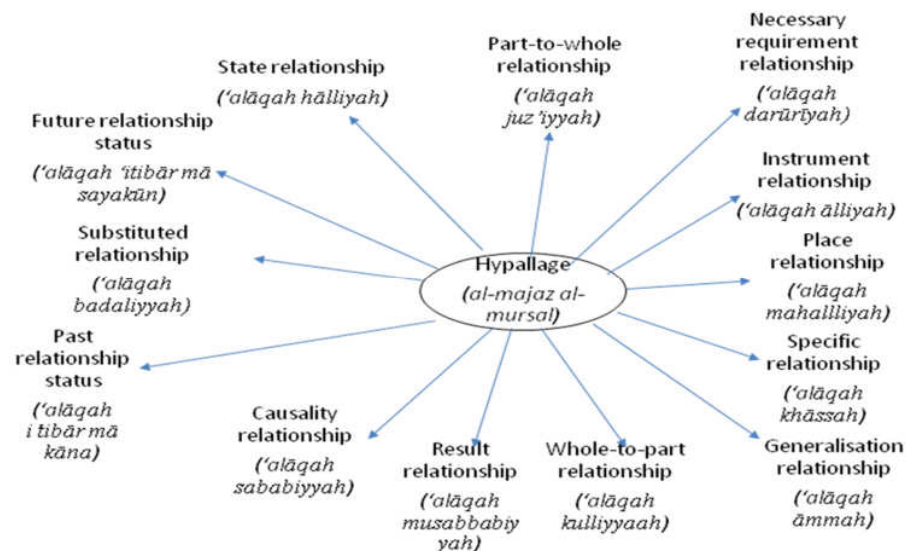 State relationship
(‘alāqah hālliyah)
Part-to-whole
relationship
(‘alāqah
juz’iyyah)
Necessary
requirement
relationship
(‘alāqah
darūrīyah)
Future relationship
status
(‘alāqah ‘itibār mā
sayakūn)
Instrument
relationship
(‘alāqah ālliyah)
Substituted
relationship
(‘alāqah
badaliyyah)
Hypallage
(al-majaz al-
mursal)
Place
relationship
(‘alāqah
mahallliyah)
Past
relationship
status
(‘alāqah
i‘tibār mā
kāna)
Specific
relationship
(‘alāqah
khāssah)
Causality
relationship
(‘alāqah
sababiyyah)
Result
relationship
(‘alāqah
musabbabiy
yah)
Whole-to-part
relationship
(‘alāqah
kulliyyaah)
Generalisation
relationship
(‘alāqah
āmmah)